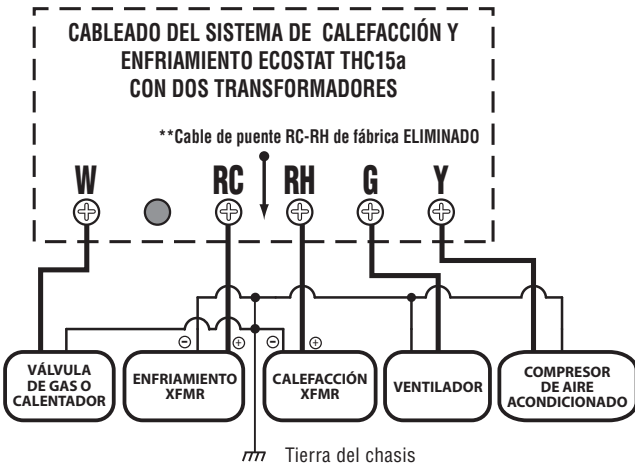 CABLEADO DEL SISTEMA DE CALEFACCIÓN Y
ENFRIAMIENTO ECOSTAT THC15a
CON DOS TRANSFORMADORES
**Cable de puente RC-RH de fábrica ELIMINADO
W RC RH G Y
⊖ ⊕ ⊖ ⊕
VÁLVULA
DE GAS O
CALENTADOR
ENFRIAMIENTO
XFMR
CALEFACCIÓN
XFMR
VENTILADOR
COMPRESOR
DE AIRE
ACONDICIONADO
Tierra del chasis